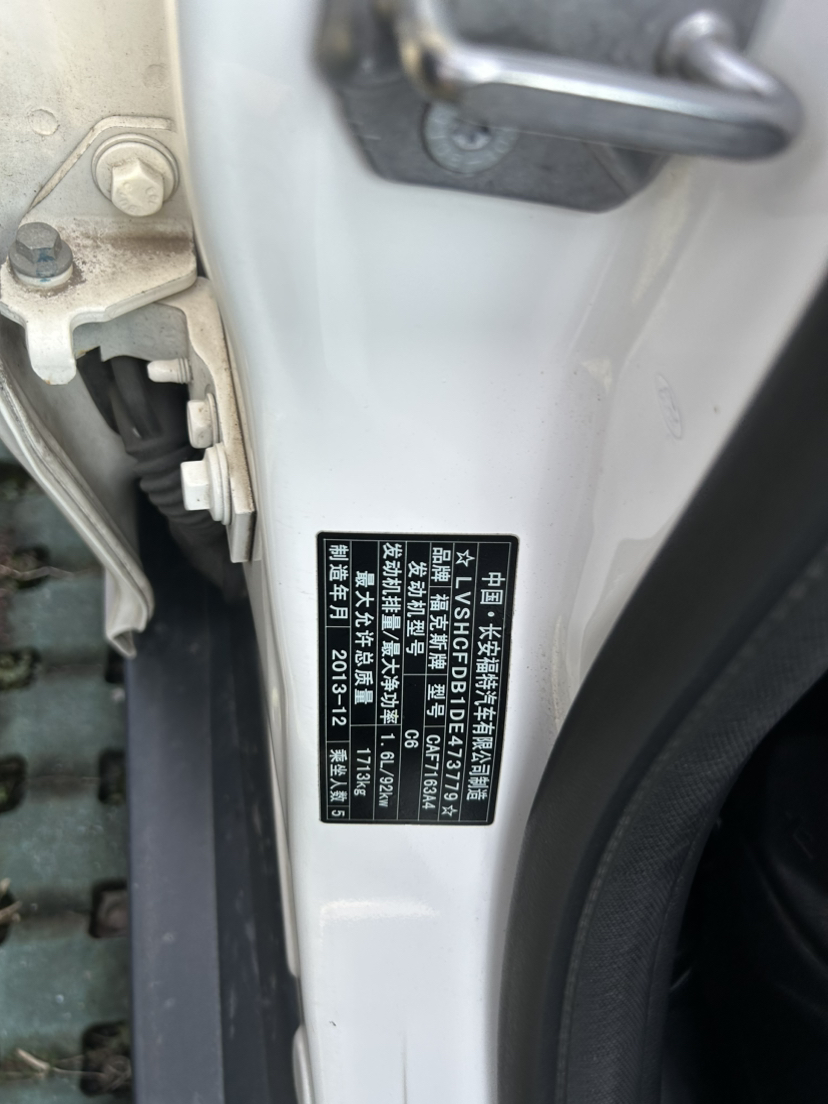 中国·长安福特汽车有限公司制造
☆LVSHCFDB1DE473779☆
品牌 福克斯牌 型号 CAF7163A4
发动机型号 C6
发动机排量/最大净功率 1.6L/92kw
最大允许总质量 1713kg
制造年月 2013-12 乘坐人数 5